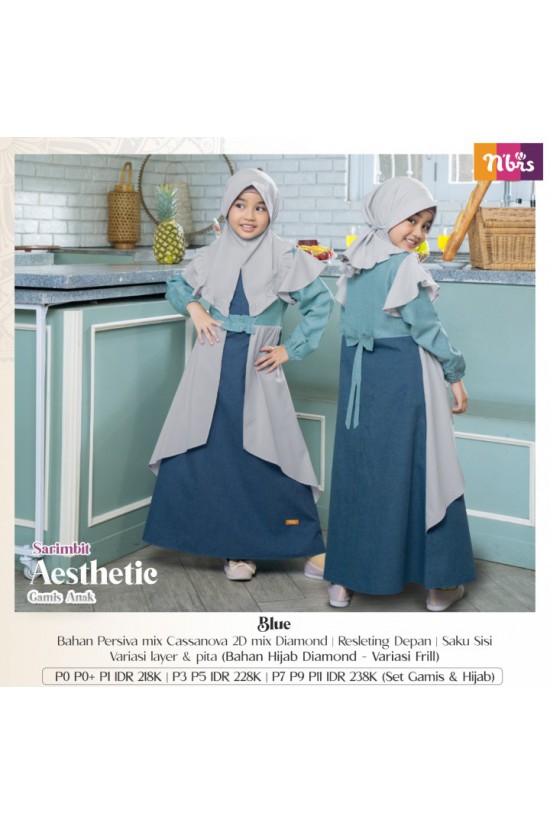 Nbrs
Sarimbit
Aesthetic
Gamis Anak
Blue
Bahan Persiva mix Cassanova 2D mix Diamond | Resleting Depan | Saku Sisi
Variasi layer & pita (Bahan Hijab Diamond - Variasi Frill)
P0 P0+ P1 IDR 218K | P3 P5 IDR 228K | P7 P9 P11 IDR 238K (Set Gamis & Hijab)